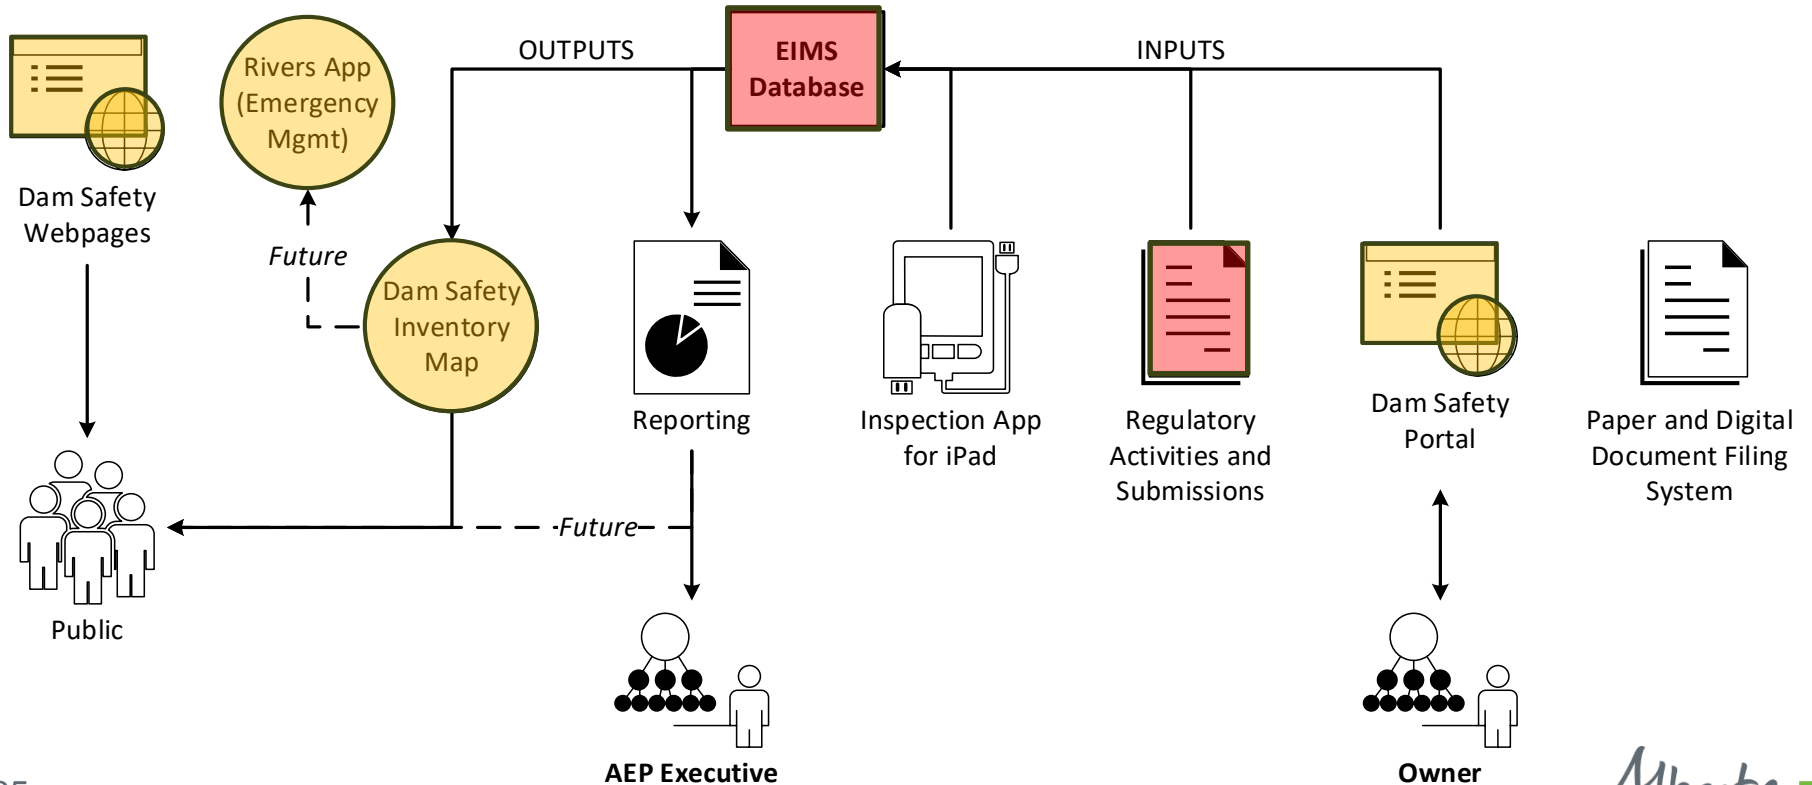 OUTPUTS
EIMS
Database
INPUTS
Rivers App
(Emergency
Mgmt)
Dam Safety
Webpages
Future
Dam Safety
Inventory
Map
Reporting
Inspection App
for iPad
Regulatory
Activities and
Submissions
Dam Safety
Portal
Paper and Digital
Document Filing
System
Future
Public
AEP Executive
Owner